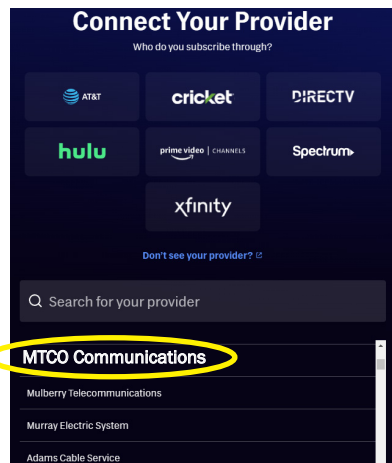 Connect Your Provider
Who do you subscribe through?
AT&T
cricket
DIRECTV
hulu
prime video | CHANNELS
Spectrum
xfinity
Don't see your provider?
Search for your provider
MTCO Communications
Mulberry Telecommunications
Murray Electric System
Adams Cable Service